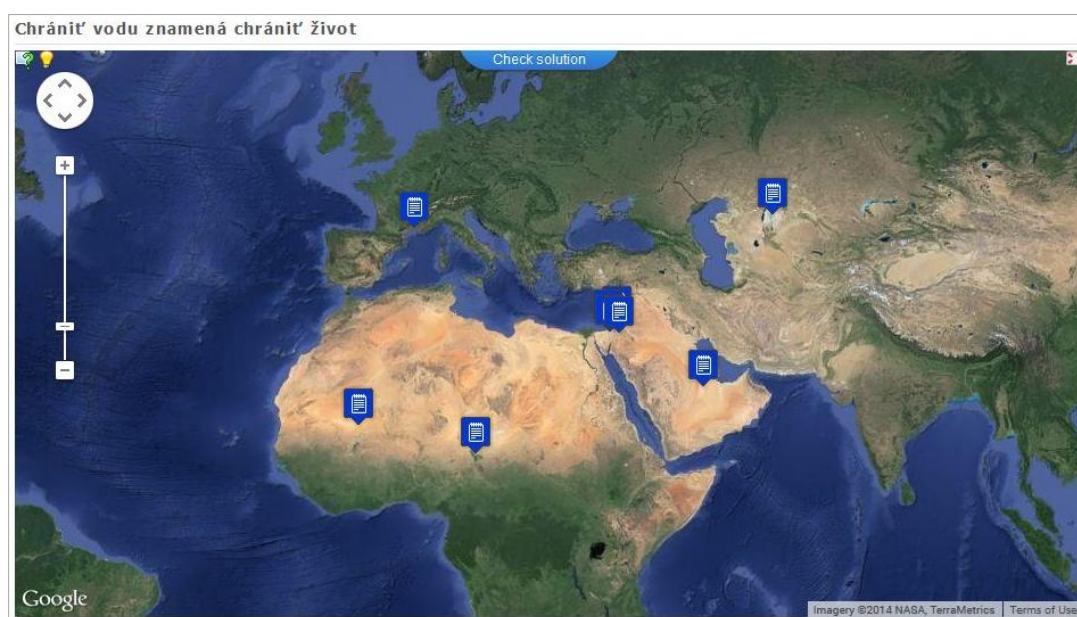 Chrániť vodu znamená chrániť život
Check solution
Google
Imagery ©2014 NASA, TerraMetrics
Terms of Use